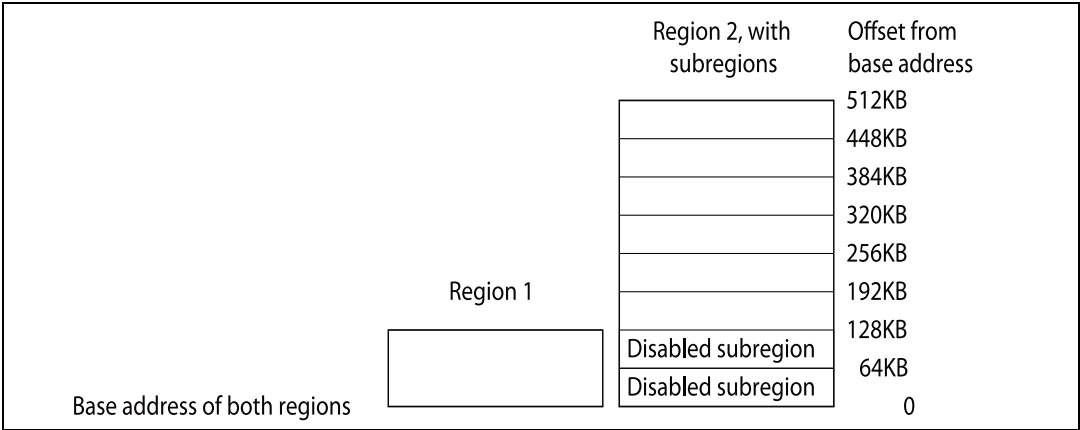 Region 2, with
subregions
Offset from
base address
512KB
448KB
384KB
320KB
256KB
Region 1
192KB
128KB
Disabled subregion
64KB
Disabled subregion
Base address of both regions
0